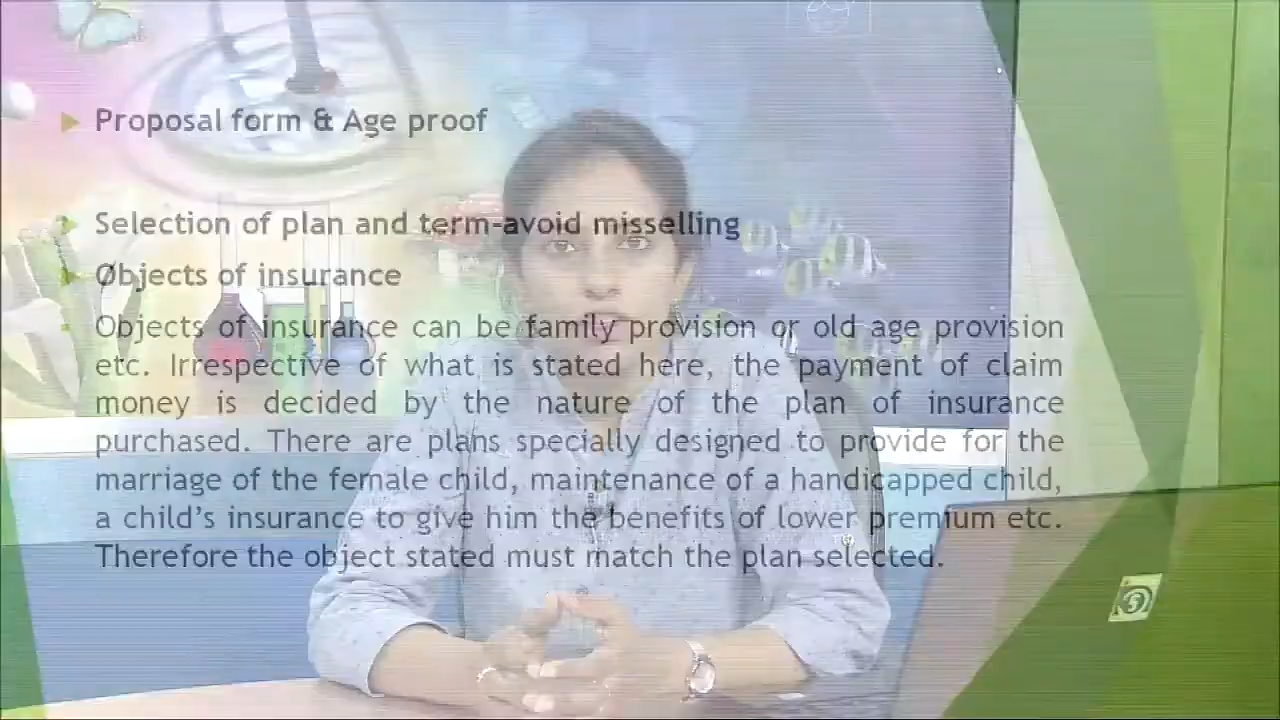 Proposal form & Age proof
Selection of plan and term-avoid misselling
Objects of insurance
Objects of insurance can be family provision or old age provision
etc. Irrespective of what is stated here, the payment of claim
money is decided by the nature of the plan of insurance
purchased. There are plans specially designed to provide for the
marriage of the female child, maintenance of a handicapped child,
a child's insurance to give him the benefits of lower premium etc.
Therefore the object stated must match the plan selected.